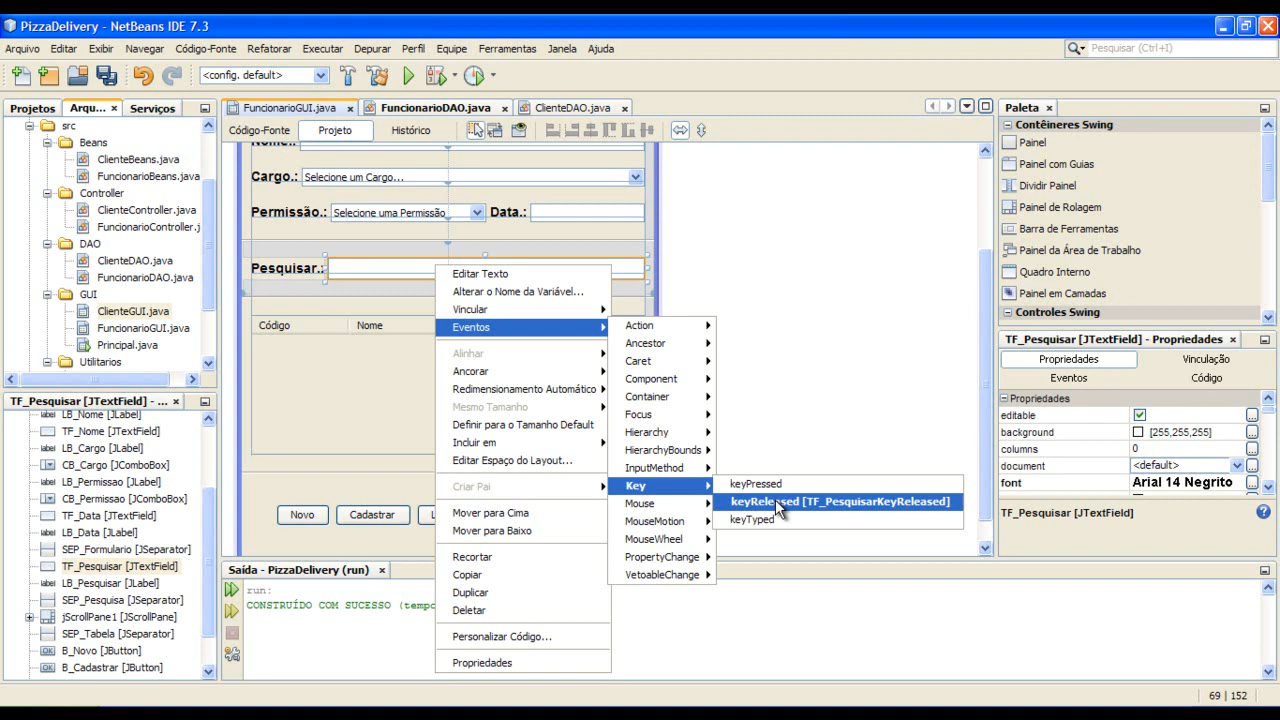 PizzaDelivery - NetBeans IDE 7.3
Arquivo Editar Exibir Navegar Código-Fonte Refatorar Executar Depurar Perfil Equipe Ferramentas Janela Ajuda
Pesquisar (Ctrl+I)
<config. default>
Projetos Arqu... Serviços
src
Beans
ClienteBeans.java
FuncionarioBeans.java
Controller
ClienteController.java
FuncionarioController.j
DAO
ClienteDAO.java
FuncionarioDAO.java
GUI
ClienteGUI.java
FuncionarioGUI.java
Principal.java
Utilitarios
TF_Pesquisar [JTextField] - ...
LB_Nome [JLabel]
TF_Nome [JTextField]
LB_Cargo [JLabel]
CB_Cargo [JComboBox]
LB_Permissao [JLabel]
CB_Permissao [JComboBox]
TF_Data [JTextField]
LB_Data [JLabel]
SEP_Formulario [JSeparator]
TF_Pesquisar [JTextField]
LB_Pesquisar [JLabel]
SEP_Pesquisa [JSeparator]
jScrollPane1 [JScrollPane]
SEP_Tabela [JSeparator]
B_Novo [JButton]
B_Cadastrar [JButton]
FuncionarioGUI.java FuncionarioDAO.java ClienteDAO.java
Código-Fonte Projeto Histórico
Nome.:
Cargo.: Selecione um Cargo...
Permissão.: Selecione uma Permissão Data.:
Pesquisar.:
Código Nome
Novo Cadastrar L
Editar Texto
Alterar o Nome da Variável...
Vincular
Eventos
Alinhar
Ancorar
Redimensionamento Automático
Mesmo Tamanho
Definir para o Tamanho Default
Incluir em
Editar Espaço do Layout...
Criar Pai
Mover para Cima
Mover para Baixo
Recortar
Copiar
Duplicar
Deletar
Personalizar Código...
Propriedades
Action
Ancestor
Caret
Component
Container
Focus
Hierarchy
HierarchyBounds
InputMethod
Key
Mouse
MouseMotion
MouseWheel
PropertyChange
VetoableChange
keyPressed
keyReleased [TF_PesquisarKeyReleased]
keyTyped
Saída - PizzaDelivery (run)
run:
CONSTRUÍDO COM SUCESSO (tempo
Paleta
Contêineres Swing
Painel
Painel com Guias
Dividir Painel
Painel de Rolagem
Barra de Ferramentas
Painel da Área de Trabalho
Quadro Interno
Painel em Camadas
Controles Swing
TF_Pesquisar [JTextField] - Propriedades
Propriedades Vinculação
Eventos Código
Propriedades
editable
background [255,255,255]
columns 0
document <default>
font Arial 14 Negrito
TF_Pesquisar [JTextField]
69 | 152